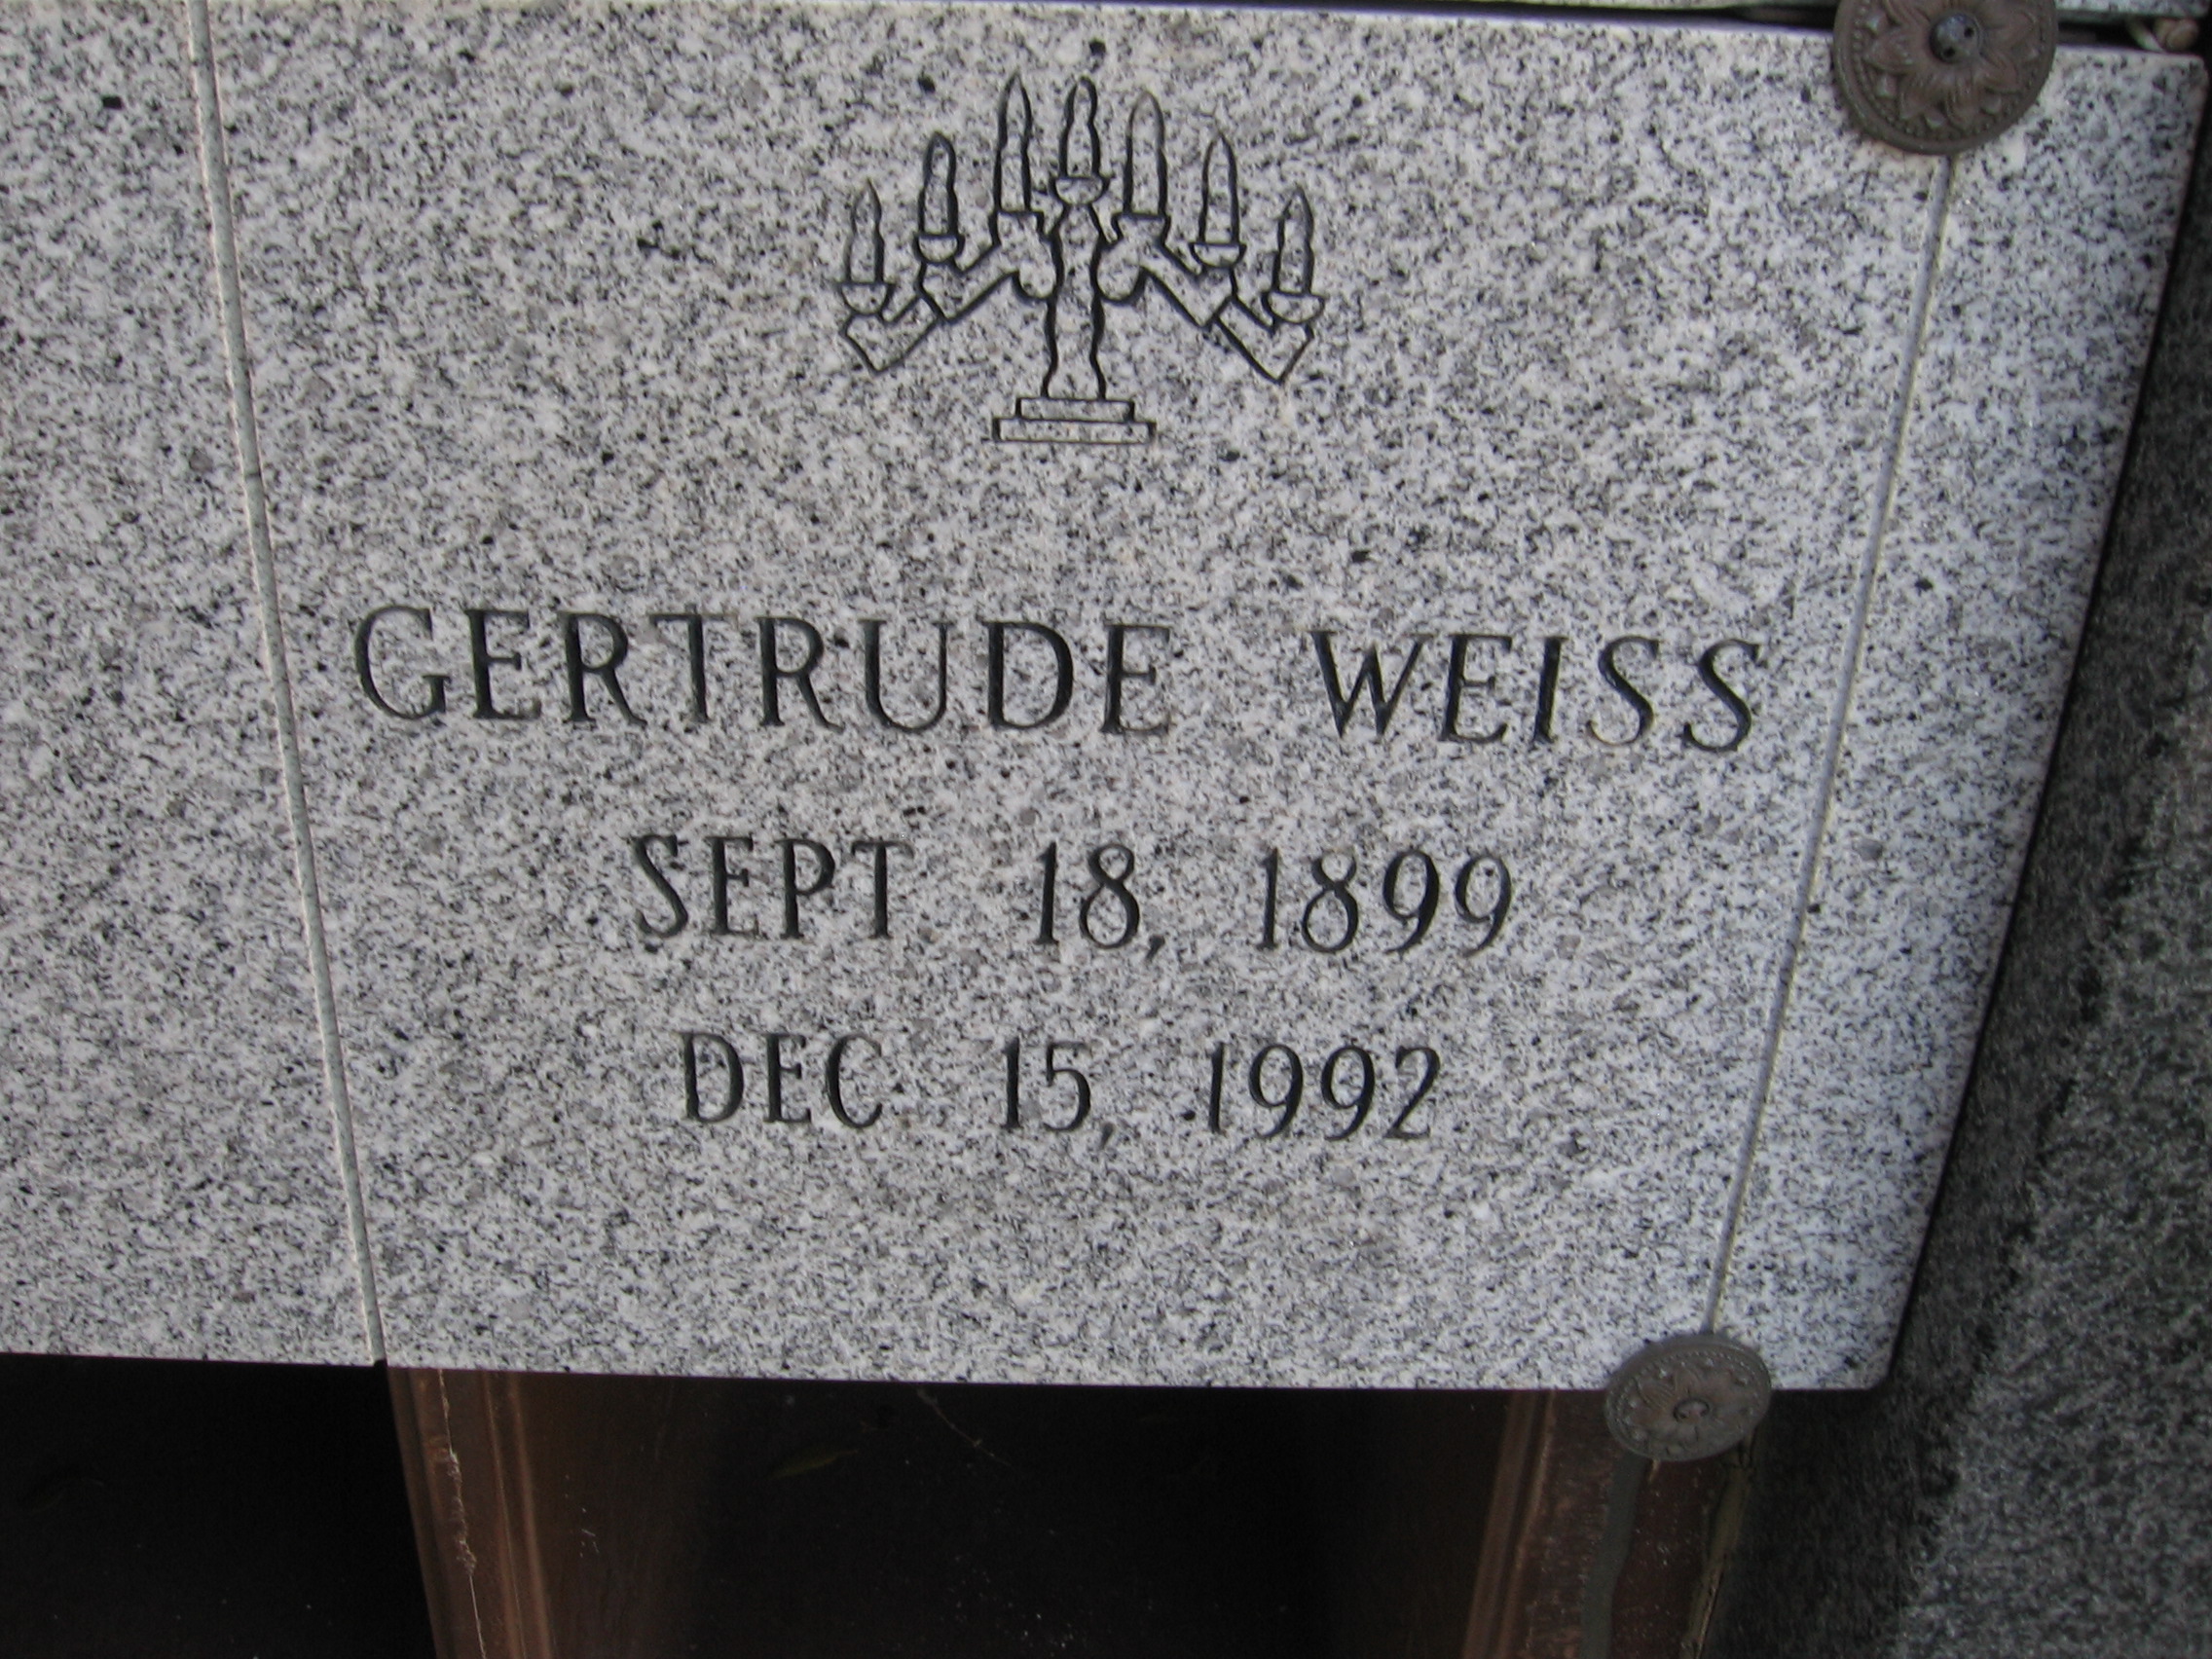 GERTRUDE WEISS
SEPT 18, 1899
DEC 15, 1992